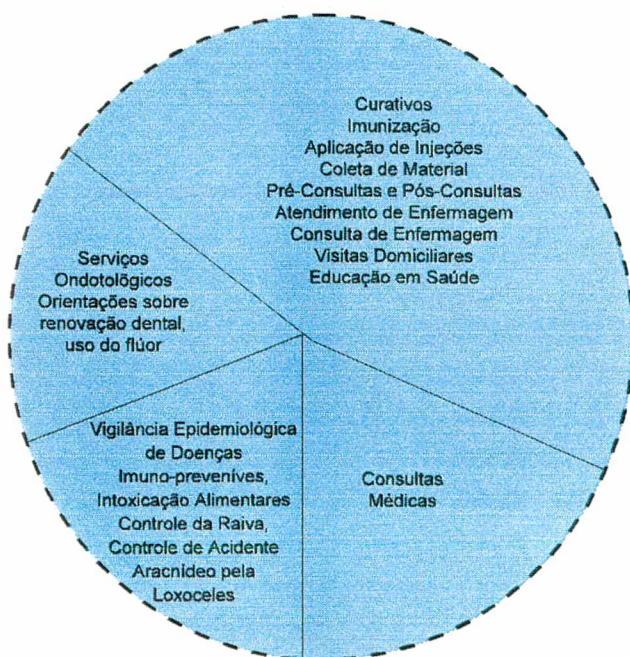 Curativos
Imunização
Aplicação de Injeções
Coleta de Material
Pré-Consultas e Pós-Consultas
Atendimento de Enfermagem
Consulta de Enfermagem
Visitas Domiciliares
Educação em Saúde
Serviços
Ondotológicos
Orientações sobre
renovação dental,
uso do flúor
Vigilância Epidemiológica
de Doenças
Imuno-preveníves,
Intoxicação Alimentares
Controle da Raiva,
Controle de Acidente
Aracnídeo pela
Loxoceles
Consultas
Médicas